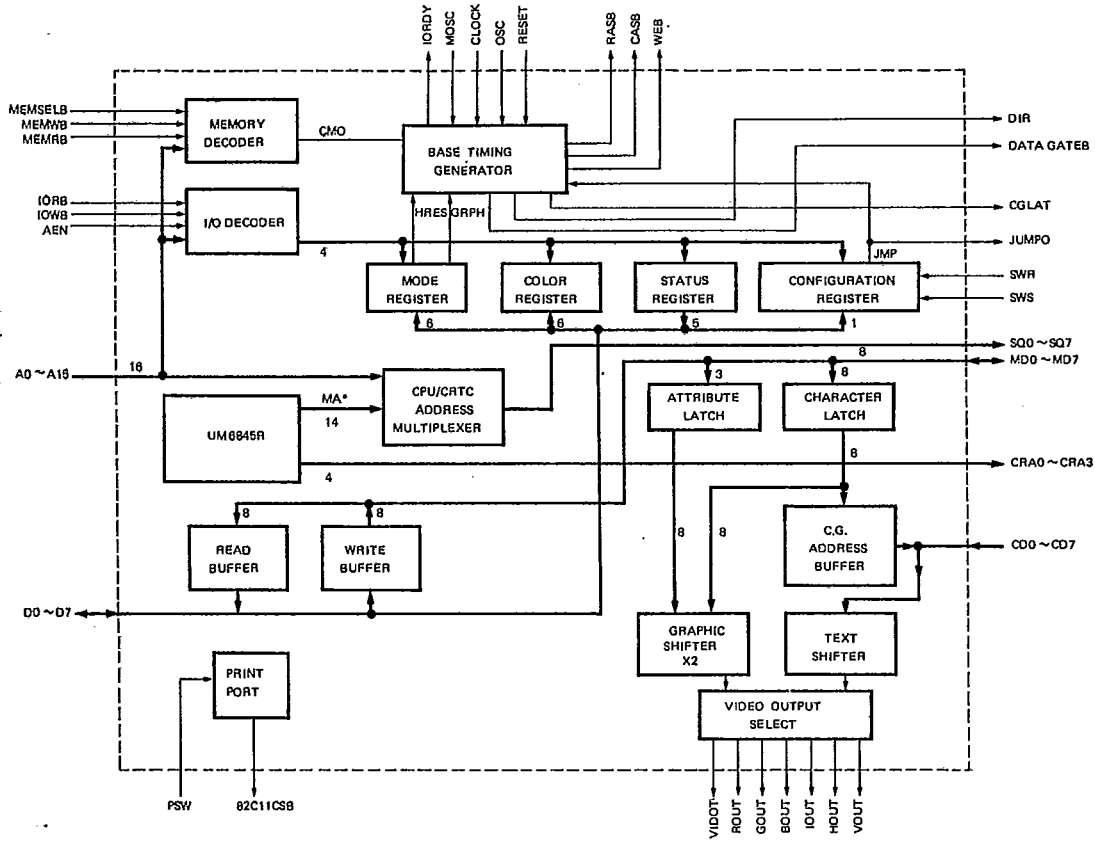 IORDY
MOSC
CLOCK
OSC
RESET
RASB
CASB
WEB
MEMSELB
MEMWB
MEMRB
MEMORY
DECODER
CMO
BASE TIMING
GENERATOR
DIR
DATA GATEB
IORB
IOWB
AEN
I/O DECODER
HRES GRPH
CGLAT
4
JMP
JUMPO
MODE
REGISTER
COLOR
REGISTER
STATUS
REGISTER
CONFIGURATION
REGISTER
SWR
SWS
6
6
5
1
SQ0~SQ7
8
MD0~MD7
A0~A15
16
3
8
CPU/CRTC
ADDRESS
MULTIPLEXER
MA*
14
ATTRIBUTE
LATCH
CHARACTER
LATCH
UM6845R
4
8
CRA0~CRA3
8
8
8
8
READ
BUFFER
WRITE
BUFFER
C.G.
ADDRESS
BUFFER
CD0~CD7
D0~D7
GRAPHIC
SHIFTER
X2
TEXT
SHIFTER
PRINT
PORT
VIDEO OUTPUT
SELECT
PSW
82C11CSB
VIDOT
ROUT
GOUT
BOUT
IOUT
HOUT
VOUT